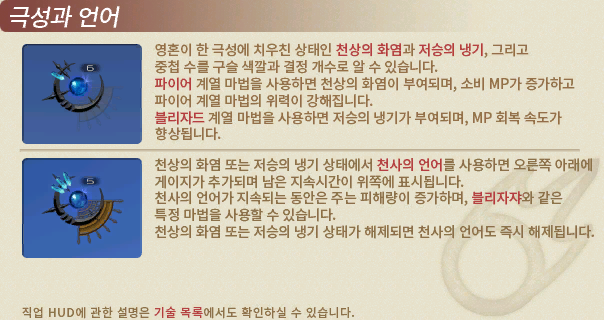 극성과 언어
6
영혼이 한 극성에 치우친 상태인 천상의 화염과 저승의 냉기, 그리고
중첩 수를 구슬 색깔과 결정 개수로 알 수 있습니다.
파이어 계열 마법을 사용하면 천상의 화염이 부여되며, 소비 MP가 증가하고
파이어 계열 마법의 위력이 강해집니다.
블리자드 계열 마법을 사용하면 저승의 냉기가 부여되며, MP 회복 속도가
향상됩니다.
5
천상의 화염 또는 저승의 냉기 상태에서 천사의 언어를 사용하면 오른쪽 아래에
게이지가 추가되며 남은 지속시간이 위쪽에 표시됩니다.
천사의 언어가 지속되는 동안은 주는 피해량이 증가하며, 블리자쟈와 같은
특정 마법을 사용할 수 있습니다.
천상의 화염 또는 저승의 냉기 상태가 해제되면 천사의 언어도 즉시 해제됩니다.
직업 HUD에 관한 설명은 기술 목록에서도 확인하실 수 있습니다.